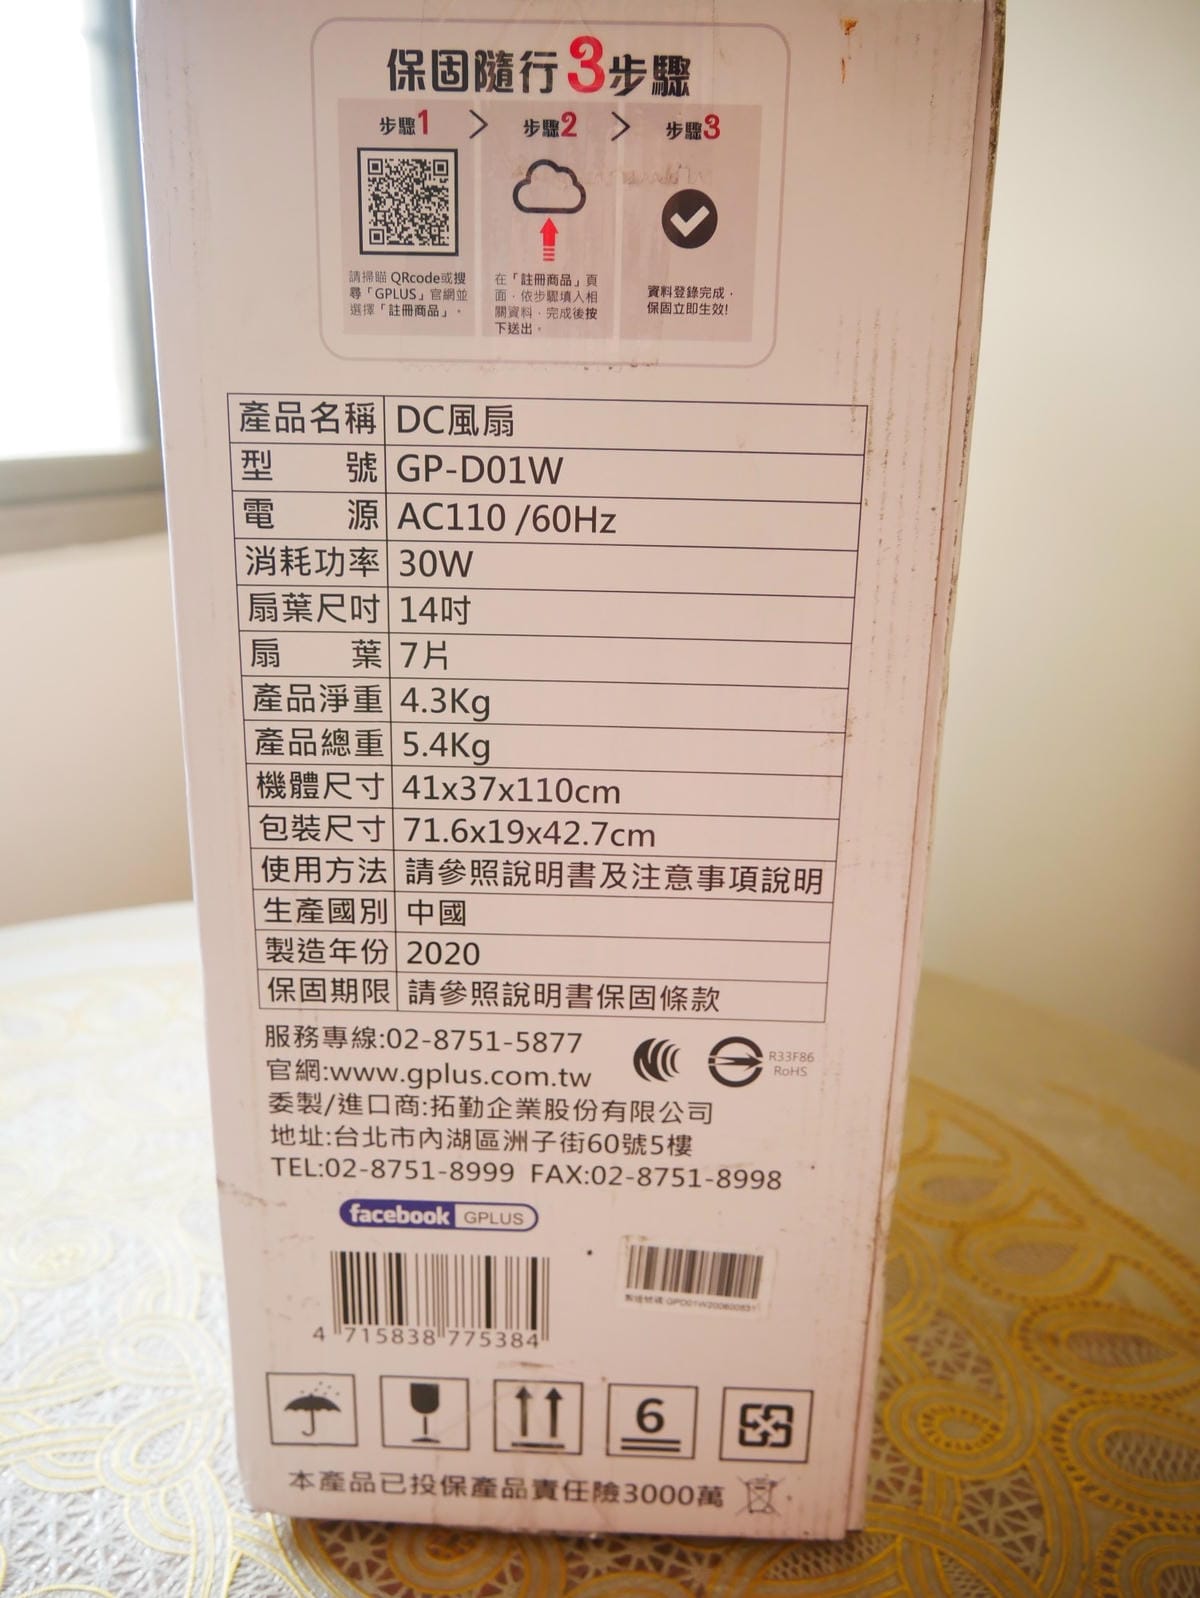 保固隨行3步驟
步驟1 > 步驟2 > 步驟3
請掃瞄 QRcode或搜
尋「GPLUS」官網並
選擇「註冊商品」。
在「註冊商品」頁
面,依步驟填入相
關資料,完成後按
下送出。
資料登錄完成,
保固立即生效!
產品名稱 DC風扇
型號 GP-D01W
電源 AC110 /60Hz
消耗功率 30W
扇葉尺吋 14吋
扇葉 7片
產品淨重 4.3Kg
產品總重 5.4Kg
機體尺寸 41x37x110cm
包裝尺寸 71.6x19x42.7cm
使用方法 請參照說明書及注意事項說明
生產國別 中國
製造年份 2020
保固期限 請參照說明書保固條款
服務專線:02-8751-5877
官網:www.gplus.com.tw
R33F86
RoHS
委製/進口商:拓勤企業股份有限公司
地址:台北市內湖區洲子街60號5樓
TEL:02-8751-8999 FAX:02-8751-8998
facebook GPLUS
4 715838 775384
製造號碼:GPD01W200600831
6
本產品已投保產品責任險3000萬